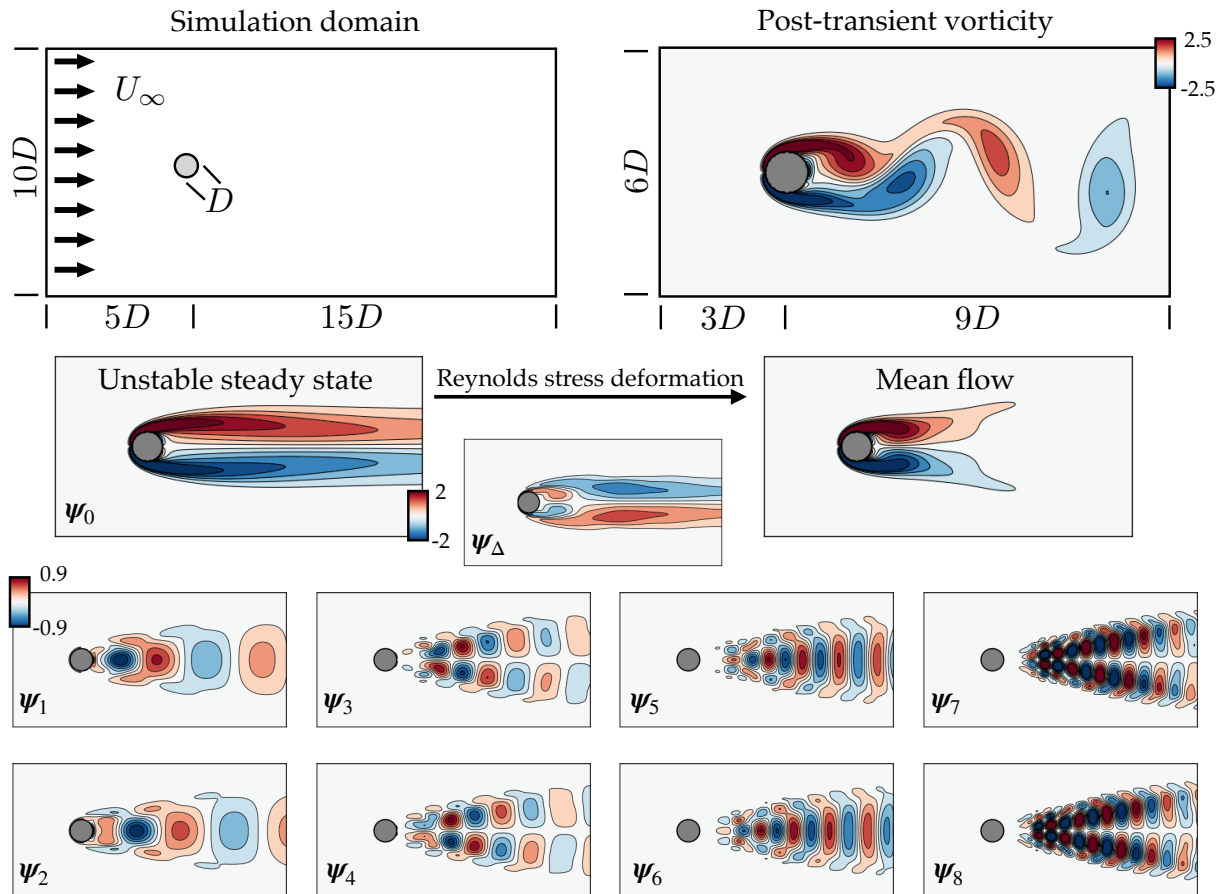 Simulation domain
Post-transient vorticity
2.5
-2.5
U∞
10D
D
6D
5D
15D
3D
9D
Unstable steady state
Reynolds stress deformation
Mean flow
ψ0
2
-2
ψΔ
0.9
-0.9
ψ1
ψ3
ψ5
ψ7
ψ2
ψ4
ψ6
ψ8